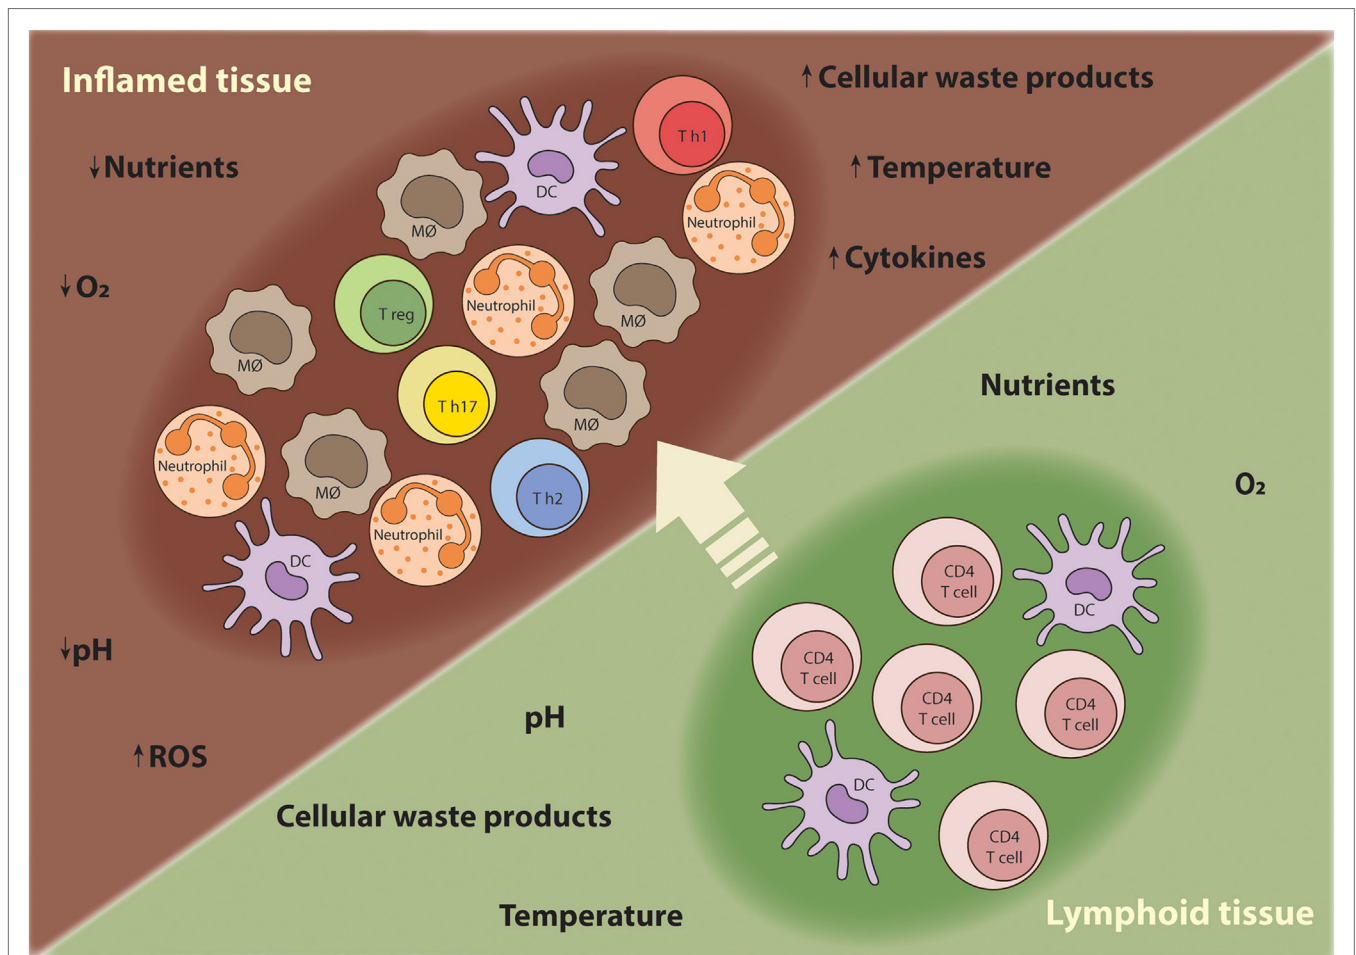 Inflamed tissue
↑ Cellular waste products
↓Nutrients
↑ Temperature
↓O₂
↑ Cytokines
Th1
DC
Neutrophil
MØ
Neutrophil
MØ
T reg
MØ
Th17
MØ
Neutrophil
MØ
Th2
Neutrophil
DC
↓pH
↑ROS
Nutrients
O₂
CD4
T cell
DC
CD4
T cell
CD4
T cell
CD4
T cell
pH
DC
Cellular waste products
CD4
T cell
Temperature
Lymphoid tissue